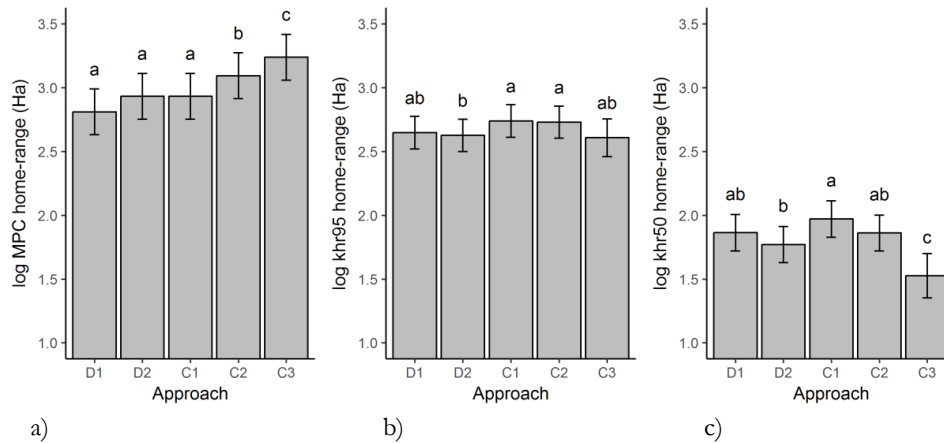 log MPC home-range (Ha)
3.5
3.0
2.5
2.0
1.5
1.0
a
a
a
b
c
D1 D2 C1 C2 C3
Approach
a)
log khr95 home-range (Ha)
3.5
3.0
2.5
2.0
1.5
1.0
ab
b
a
a
ab
D1 D2 C1 C2 C3
Approach
b)
log khr50 home-range (Ha)
3.5
3.0
2.5
2.0
1.5
1.0
ab
b
a
ab
c
D1 D2 C1 C2 C3
Approach
c)